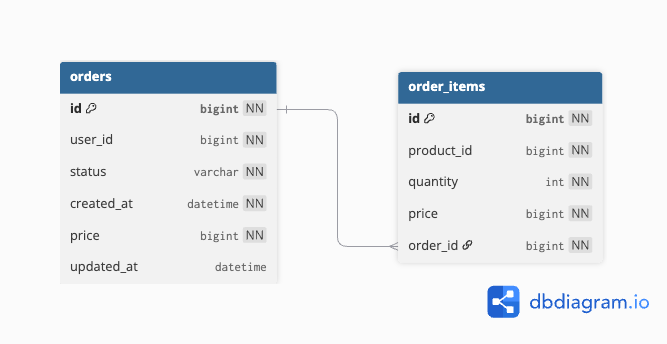 orders
id bigint NN
user_id bigint NN
status varchar NN
created_at datetime NN
price bigint NN
updated_at datetime
order_items
id bigint NN
product_id bigint NN
quantity int NN
price bigint NN
order_id bigint NN
dbdiagram.io